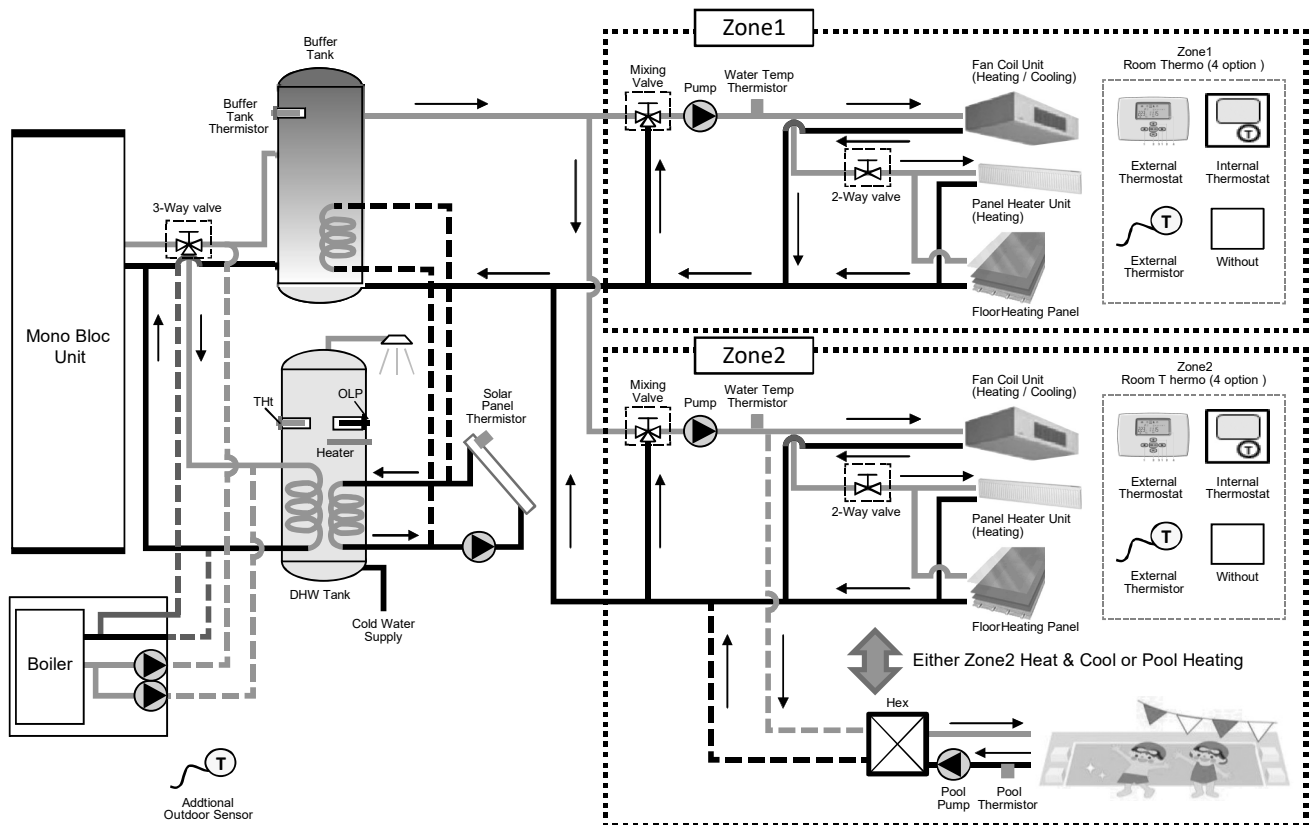 Zone1
Buffer
Tank
Buffer
Tank
Thermistor
Mixing
Valve
Pump
Water Temp
Thermistor
Fan Coil Unit
(Heating / Cooling)
2-Way valve
Panel Heater Unit
(Heating)
FloorHeating Panel
Zone1
Room Thermo (4 option )
External
Thermostat
Internal
Thermostat
T
T
External
Thermistor
Without
3-Way valve
Mono Bloc
Unit
THt
OLP
Heater
DHW Tank
Solar
Panel
Thermistor
Cold Water
Supply
Boiler
T
Addtional
Outdoor Sensor
Zone2
Mixing
Valve
Pump
Water Temp
Thermistor
Fan Coil Unit
(Heating / Cooling)
2-Way valve
Panel Heater Unit
(Heating)
FloorHeating Panel
Zone2
Room T hermo (4 option )
External
Thermostat
Internal
Thermostat
T
T
External
Thermistor
Without
Either Zone2 Heat & Cool or Pool Heating
Hex
Pool
Pump
Pool
Thermistor